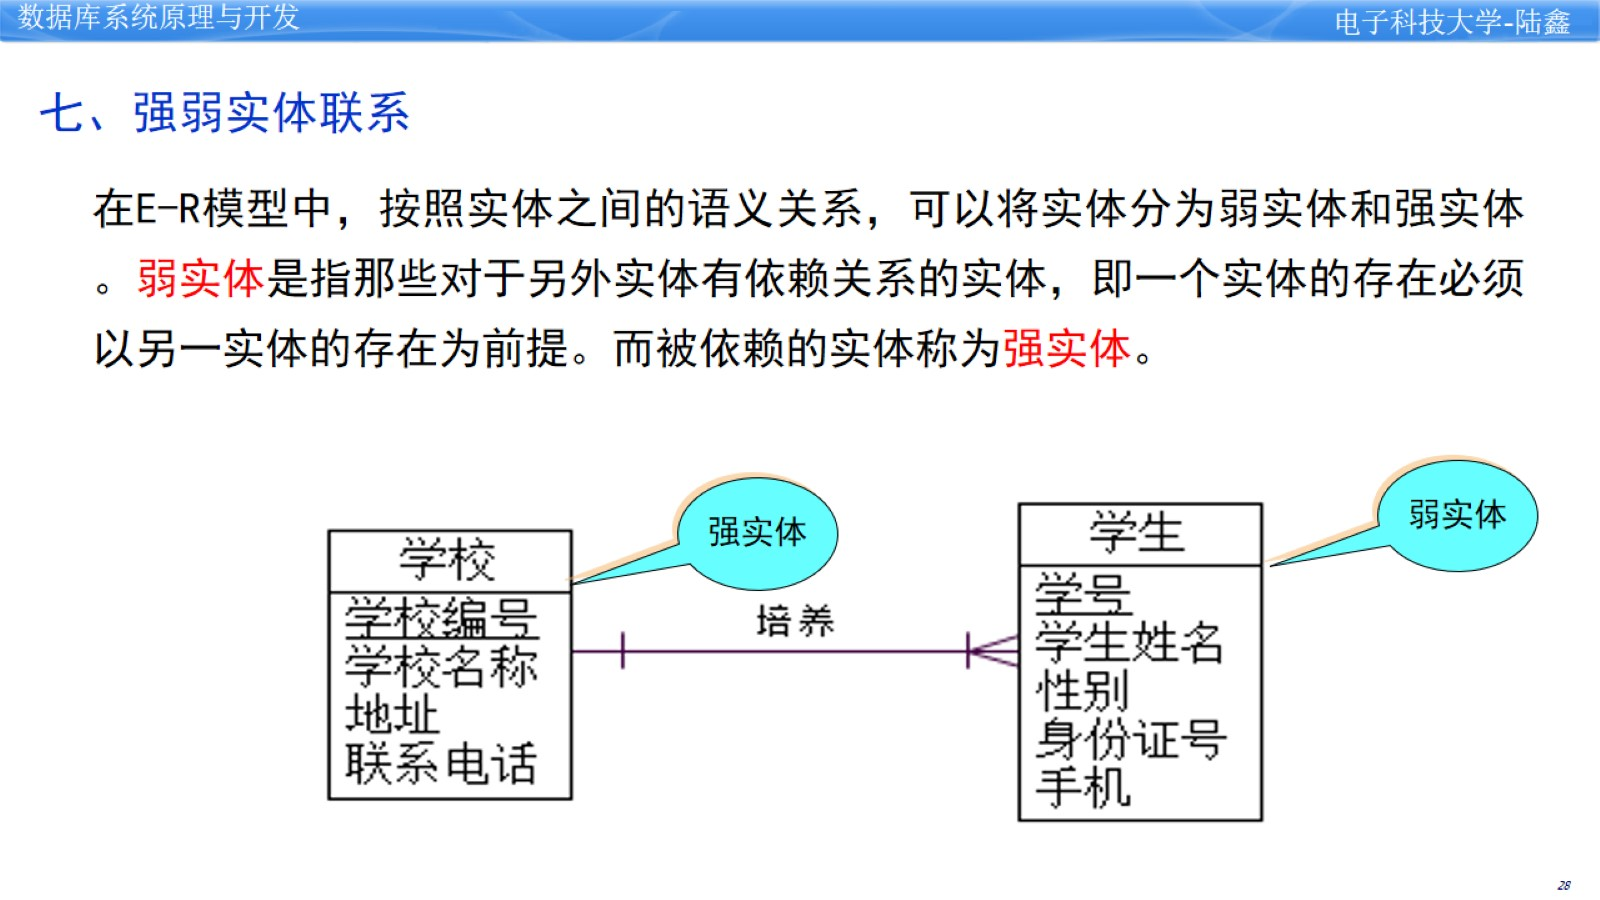 数据库系统原理与开发
电子科技大学-陆鑫
七、强弱实体联系
在E-R模型中，按照实体之间的语义关系，可以将实体分为弱实体和强实体
。弱实体是指那些对于另外实体有依赖关系的实体，即一个实体的存在必须
以另一实体的存在为前提。而被依赖的实体称为强实体。
强实体
弱实体
学校
学校编号
学校名称
地址
联系电话
培养
学生
学号
学生姓名
性别
身份证号
手机
28